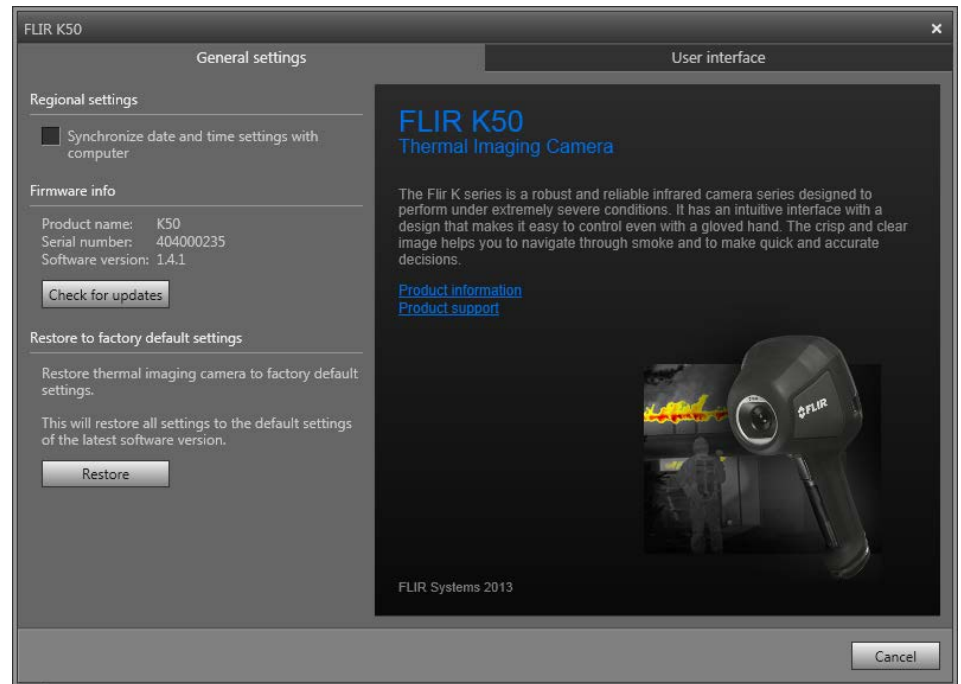 FLIR K50
General settings
User interface
Regional settings
Synchronize date and time settings with
computer
Firmware info
Product name: K50
Serial number: 404000235
Software version: 1.4.1
Check for updates
Restore to factory default settings
Restore thermal imaging camera to factory default
settings.
This will restore all settings to the default settings
of the latest software version.
Restore
FLIR K50
Thermal Imaging Camera
The Flir K series is a robust and reliable infrared camera series designed to
perform under extremely severe conditions. It has an intuitive interface with a
design that makes it easy to control even with a gloved hand. The crisp and clear
image helps you to navigate through smoke and to make quick and accurate
decisions.
Product information
Product support
FLIR
FLIR Systems 2013
Cancel